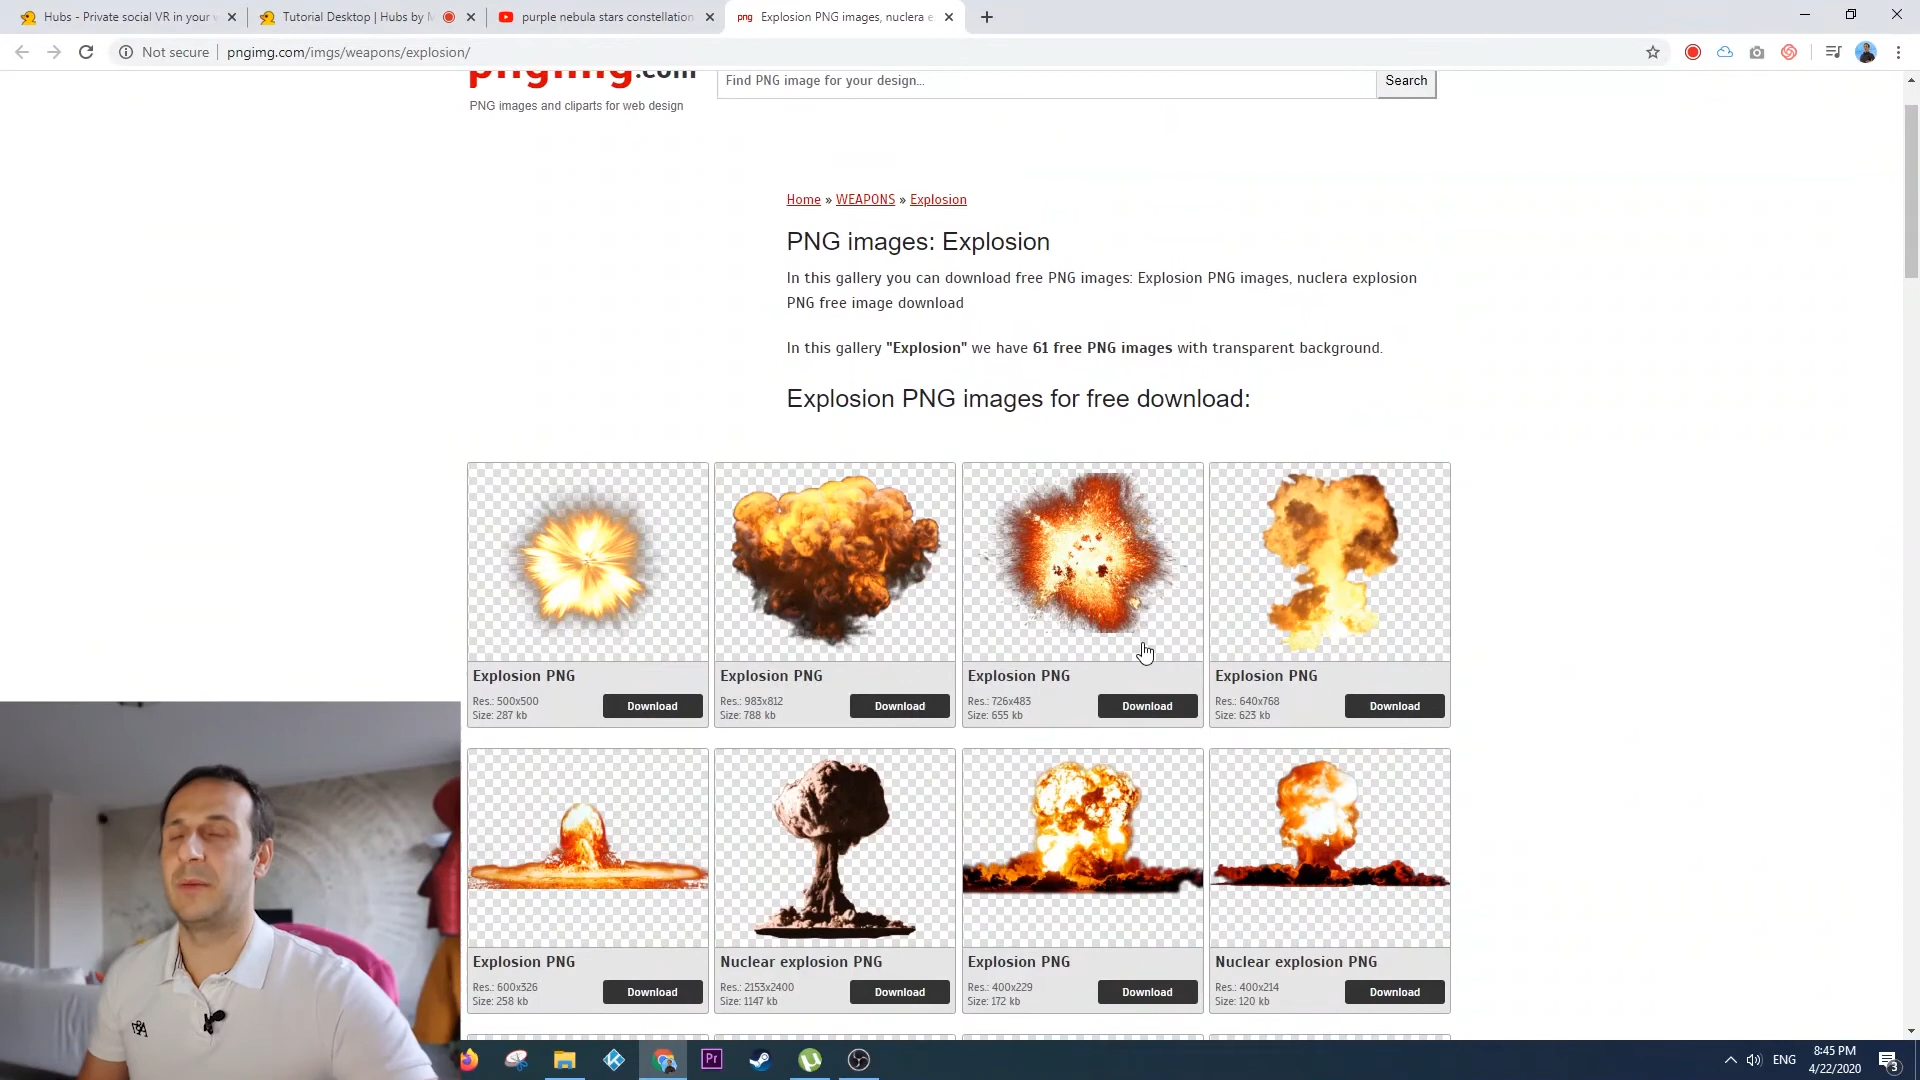 Hubs - Private social VR in your w
Tutorial Desktop | Hubs by M
purple nebula stars constellation
png Explosion PNG images, nuclera e
Not secure pngimg.com/imgs/weapons/explosion/
pngimg.com
Find PNG image for your design...
Search
PNG images and cliparts for web design
Home » WEAPONS » Explosion
PNG images: Explosion
In this gallery you can download free PNG images: Explosion PNG images, nuclera explosion
PNG free image download
In this gallery "Explosion" we have 61 free PNG images with transparent background.
Explosion PNG images for free download:
Explosion PNG
Res.: 500x500
Size: 287 kb
Download
Explosion PNG
Res.: 983x812
Size: 788 kb
Download
Explosion PNG
Res.: 726x483
Size: 655 kb
Download
Explosion PNG
Res.: 640x768
Size: 623 kb
Download
Explosion PNG
Res.: 600x326
Size: 258 kb
Download
Nuclear explosion PNG
Res.: 2153x2400
Size: 1147 kb
Download
Explosion PNG
Res.: 400x229
Size: 172 kb
Download
Nuclear explosion PNG
Res.: 400x214
Size: 120 kb
Download
Pr
ENG
8:45 PM
4/22/2020
3